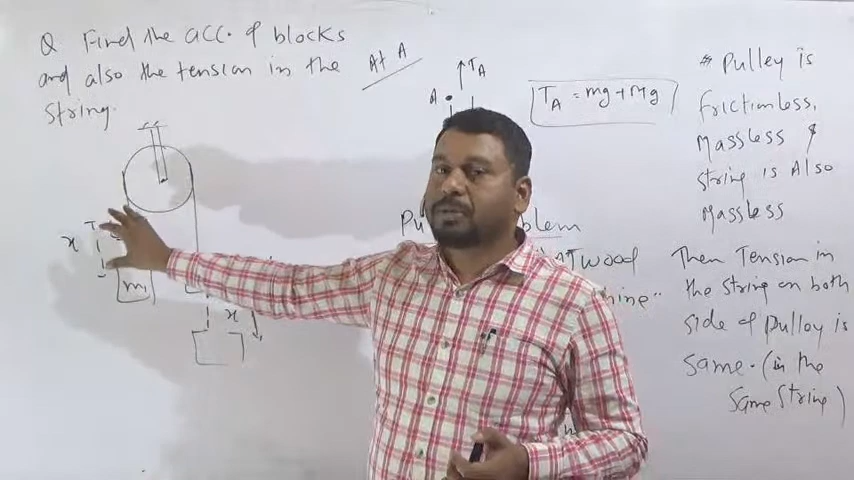 Q Find the acc. of blocks
and also the tension in the
string.
At A
T_A
A
T_A = mg + Mg
m₁
x
x
wood
# Pulley is
frictionless,
Massless &
string is Also
Massless
Then Tension in
the string on both
side of pulley is
same. (in the
same string)